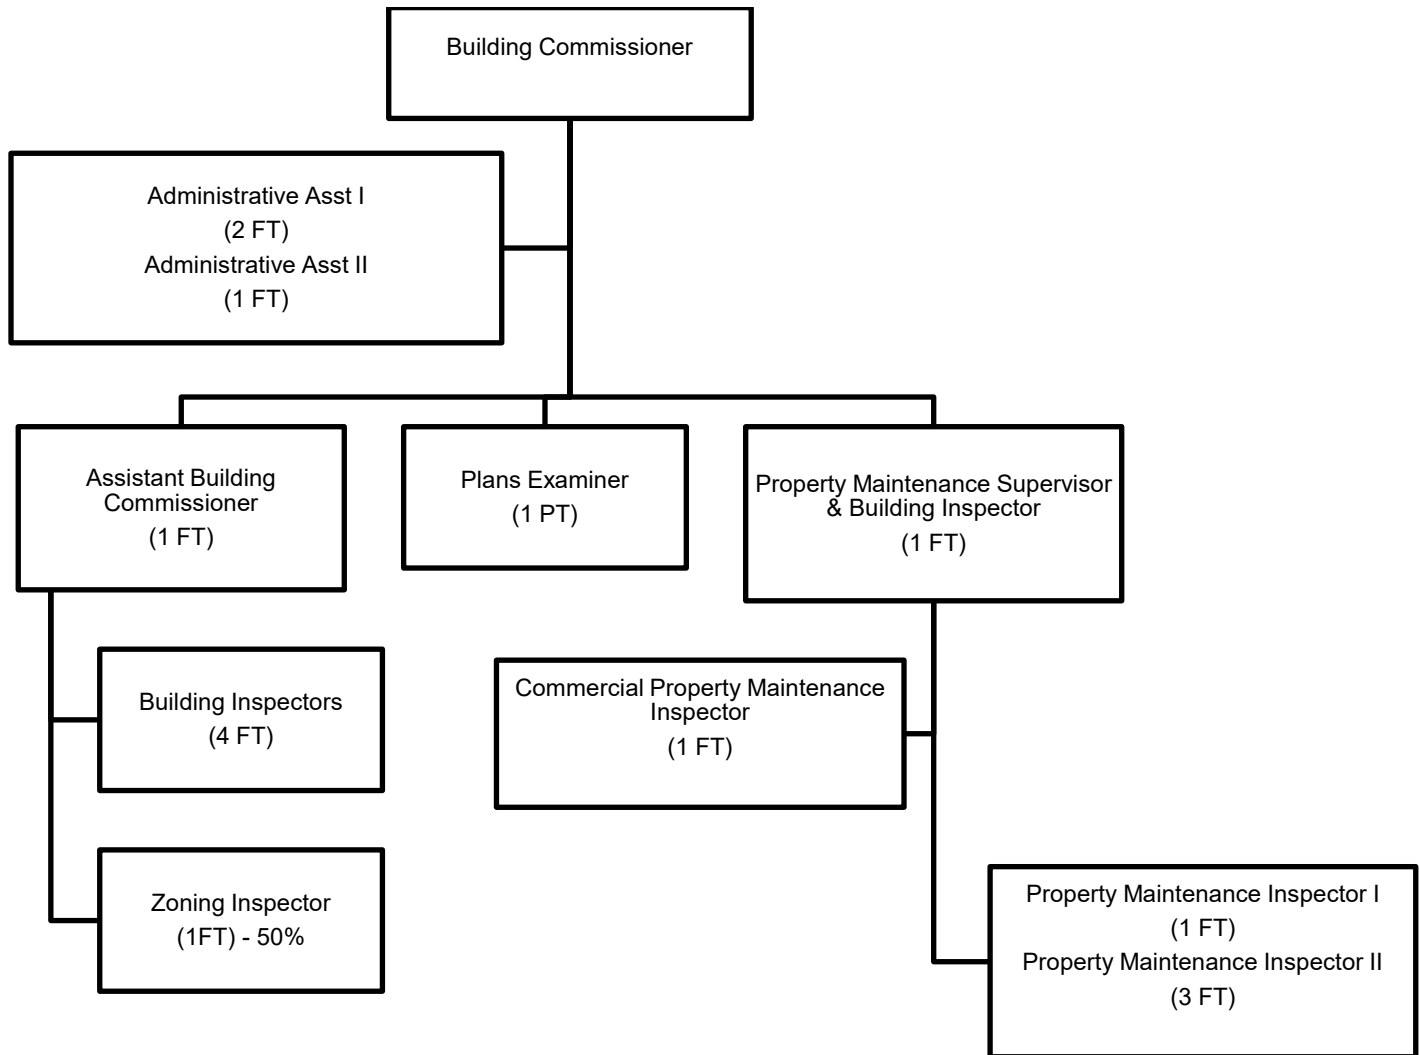 Building Commissioner
Administrative Asst I
(2 FT)
Administrative Asst II
(1 FT)
Assistant Building
Commissioner
(1 FT)
Plans Examiner
(1 PT)
Property Maintenance Supervisor
& Building Inspector
(1 FT)
Building Inspectors
(4 FT)
Commercial Property Maintenance
Inspector
(1 FT)
Zoning Inspector
(1FT) - 50%
Property Maintenance Inspector I
(1 FT)
Property Maintenance Inspector II
(3 FT)